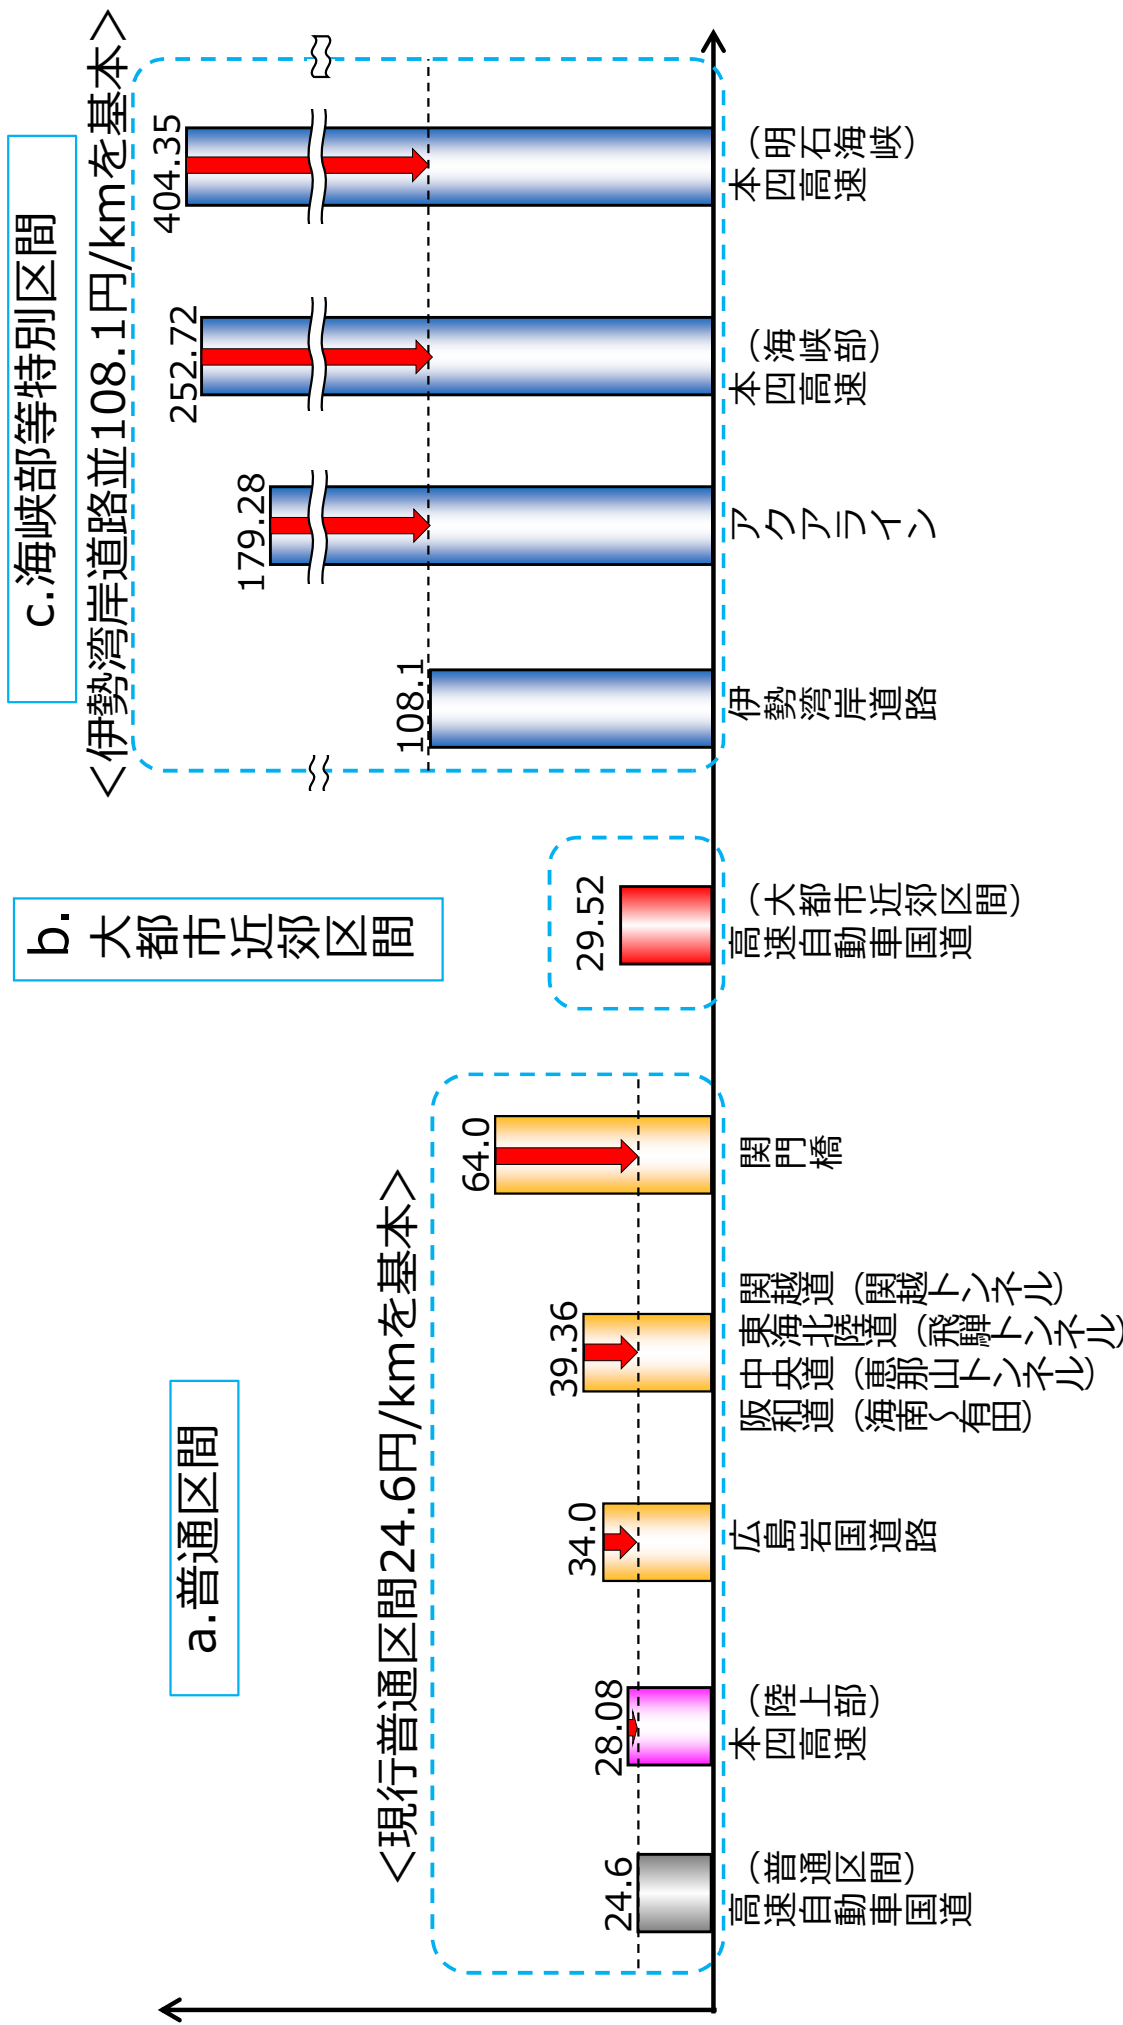 a.普通区間
<現行普通区間24.6円/kmを基本>
24.6
高速自動車国道
（普通区間）
28.08
本四高速
（陸上部）
34.0
広島岩国道路
39.36
関越道（関越トンネル）
東海北陸道（飛騨トンネル）
中央道（恵那山トンネル）
阪和道（海南～有田）
64.0
関門橋
b.
大都市近郊区間
29.52
高速自動車国道
（大都市近郊区間）
c.海峡部等特別区間
<伊勢湾岸道路並108.1円/kmを基本>
108.1
伊勢湾岸道路
179.28
アクアライン
252.72
本四高速
（海峡部）
404.35
本四高速
（明石海峡）